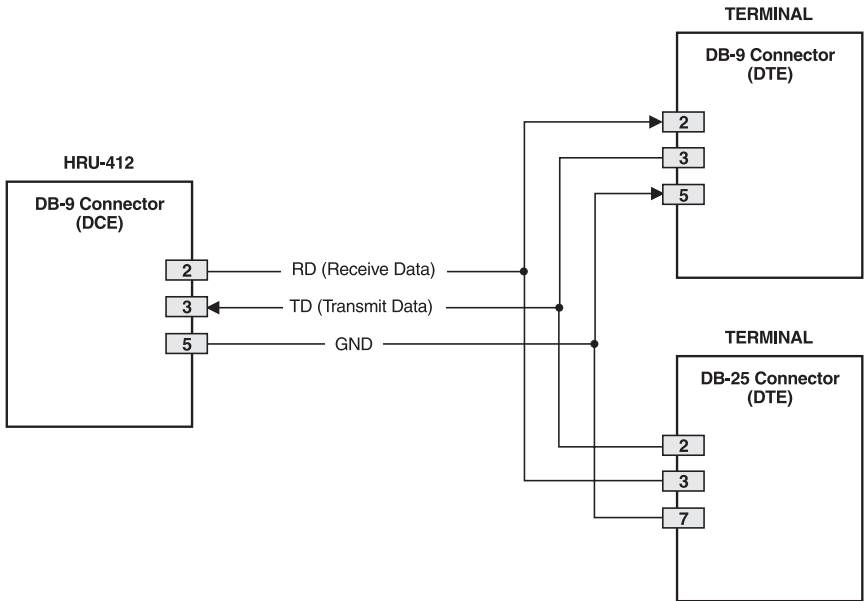 HRU-412
DB-9 Connector
(DCE)
2
3
5
RD (Receive Data)
TD (Transmit Data)
GND
TERMINAL
DB-9 Connector
(DTE)
2
3
5
TERMINAL
DB-25 Connector
(DTE)
2
3
7